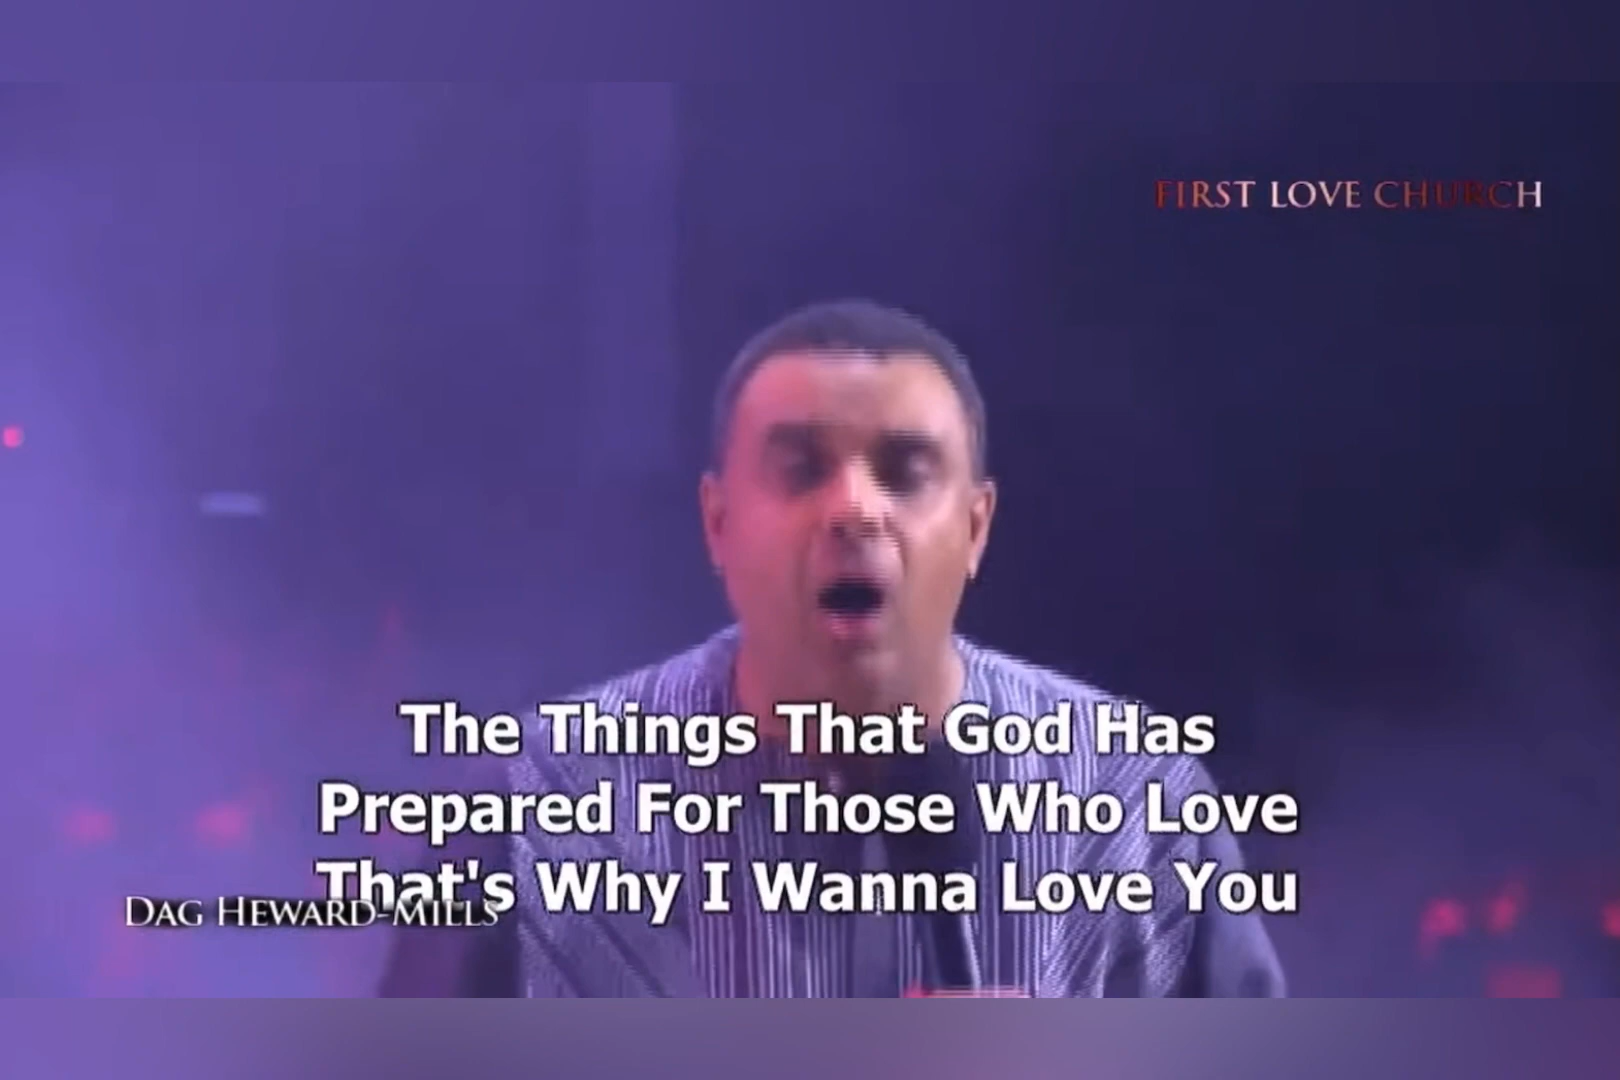 FIRST LOVE CHURCH
The Things That God Has
Prepared For Those Who Love
That's Why I Wanna Love You
DAG HEWARD-MILLS